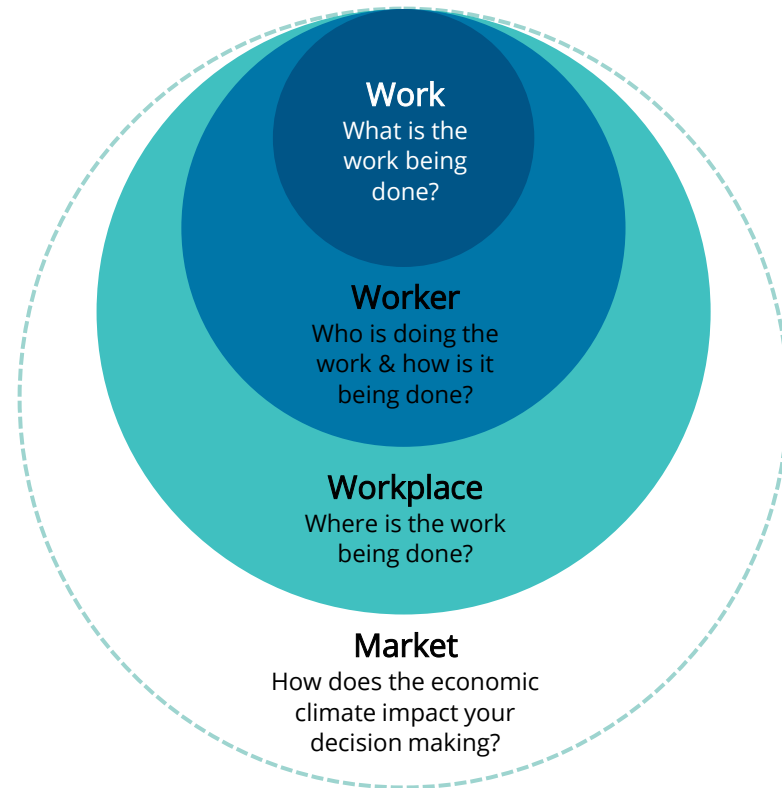 Work
What is the
work being
done?
Worker
Who is doing the
work & how is it
being done?
Workplace
Where is the work
being done?
Market
How does the economic
climate impact your
decision making?